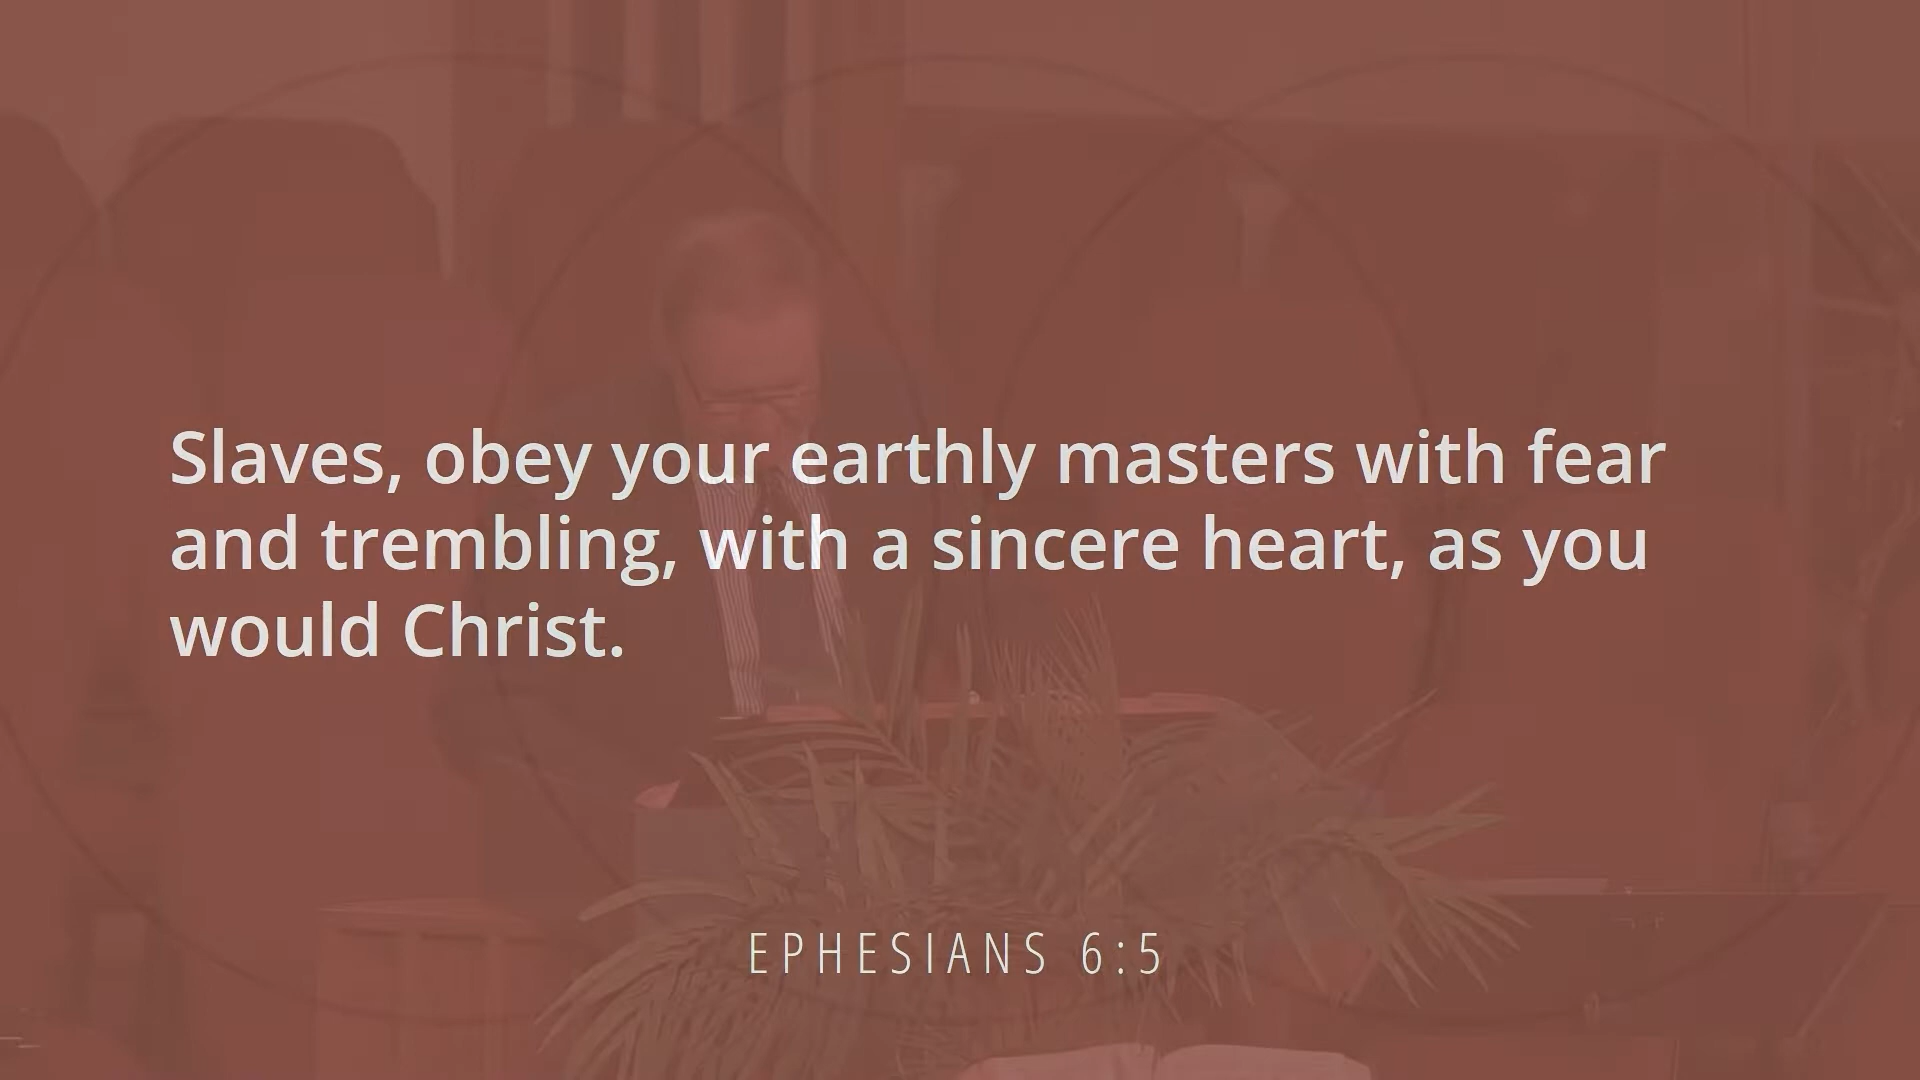 Slaves, obey your earthly masters with fear
and trembling, with a sincere heart, as you
would Christ.
EPHESIANS 6:5